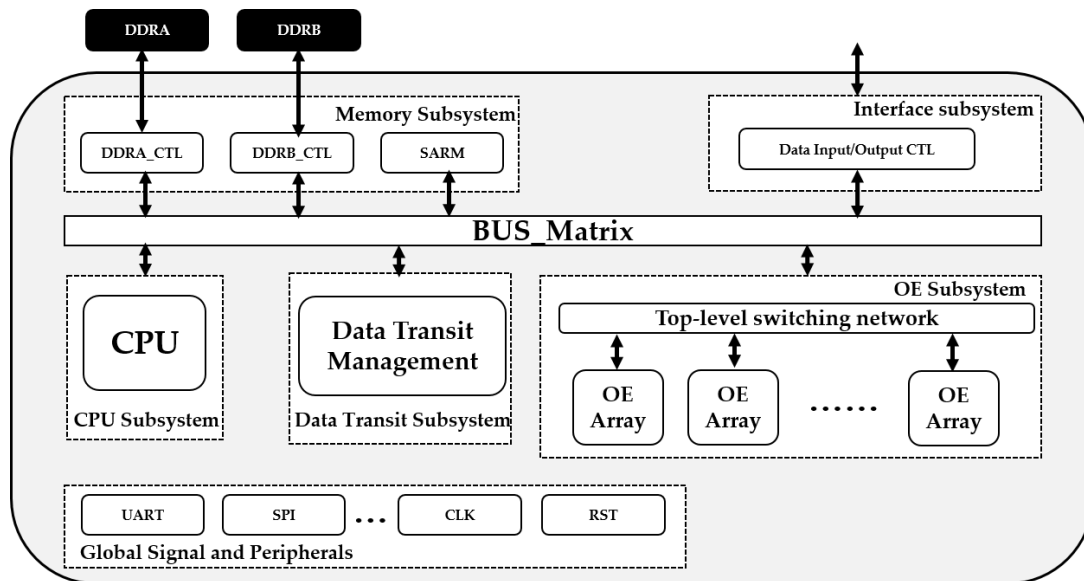 DDRA
DDRB
Memory Subsystem
Interface subsystem
DDRA_CTL
DDRB_CTL
SARM
Data Input/Output CTL
BUS_Matrix
OE Subsystem
Top-level switching network
CPU
Data Transit
Management
OE
Array
OE
Array
......
OE
Array
CPU Subsystem
Data Transit Subsystem
UART
SPI
...
CLK
RST
Global Signal and Peripherals